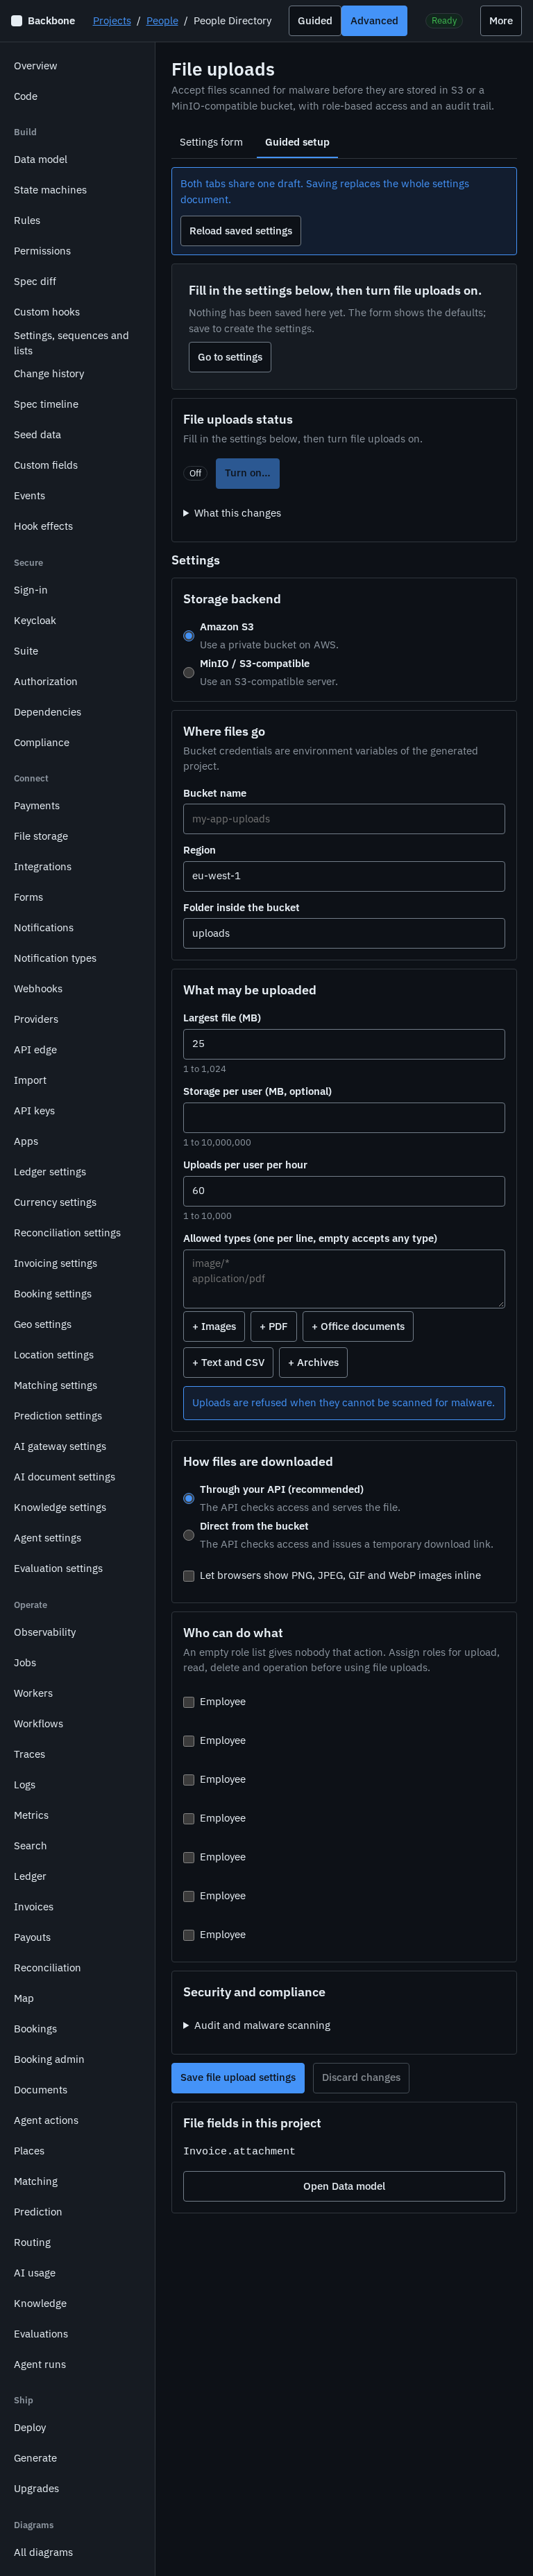 Backbone
Projects / People / People Directory
Guided
Advanced
Ready
More
Overview
Code
Build
Data model
State machines
Rules
Permissions
Spec diff
Custom hooks
Settings, sequences and
lists
Change history
Spec timeline
Seed data
Custom fields
Events
Hook effects
Secure
Sign-in
Keycloak
Suite
Authorization
Dependencies
Compliance
Connect
Payments
File storage
Integrations
Forms
Notifications
Notification types
Webhooks
Providers
API edge
Import
API keys
Apps
Ledger settings
Currency settings
Reconciliation settings
Invoicing settings
Booking settings
Geo settings
Location settings
Matching settings
Prediction settings
AI gateway settings
AI document settings
Knowledge settings
Agent settings
Evaluation settings
Operate
Observability
Jobs
Workers
Workflows
Traces
Logs
Metrics
Search
Ledger
Invoices
Payouts
Reconciliation
Map
Bookings
Booking admin
Documents
Agent actions
Places
Matching
Prediction
Routing
AI usage
Knowledge
Evaluations
Agent runs
Ship
Deploy
Generate
Upgrades
Diagrams
All diagrams
File uploads
Accept files scanned for malware before they are stored in S3 or a
MinIO-compatible bucket, with role-based access and an audit trail.
Settings form
Guided setup
Both tabs share one draft. Saving replaces the whole settings
document.
Reload saved settings
Fill in the settings below, then turn file uploads on.
Nothing has been saved here yet. The form shows the defaults;
save to create the settings.
Go to settings
File uploads status
Fill in the settings below, then turn file uploads on.
Off
Turn on...
What this changes
Settings
Storage backend
Amazon S3
Use a private bucket on AWS.
MinIO / S3-compatible
Use an S3-compatible server.
Where files go
Bucket credentials are environment variables of the generated
project.
Bucket name
my-app-uploads
Region
eu-west-1
Folder inside the bucket
uploads
What may be uploaded
Largest file (MB)
25
1 to 1,024
Storage per user (MB, optional)
1 to 10,000,000
Uploads per user per hour
60
1 to 10,000
Allowed types (one per line, empty accepts any type)
image/*
application/pdf
+ Images
+ PDF
+ Office documents
+ Text and CSV
+ Archives
Uploads are refused when they cannot be scanned for malware.
How files are downloaded
Through your API (recommended)
The API checks access and serves the file.
Direct from the bucket
The API checks access and issues a temporary download link.
Let browsers show PNG, JPEG, GIF and WebP images inline
Who can do what
An empty role list gives nobody that action. Assign roles for upload,
read, delete and operation before using file uploads.
Employee
Employee
Employee
Employee
Employee
Employee
Employee
Security and compliance
Audit and malware scanning
Save file upload settings
Discard changes
File fields in this project
Invoice.attachment
Open Data model